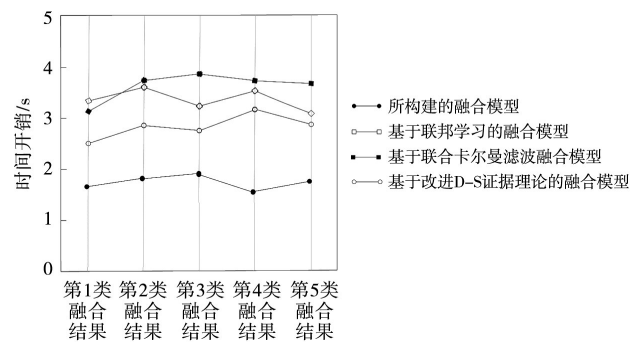 5
4
3
2
1
0
时间开销/s
第1类
融合
结果
第2类
融合
结果
第3类
融合
结果
第4类
融合
结果
第5类
融合
结果
所构建的融合模型
基于联邦学习的融合模型
基于联合卡尔曼滤波融合模型
基于改进D-S证据理论的融合模型